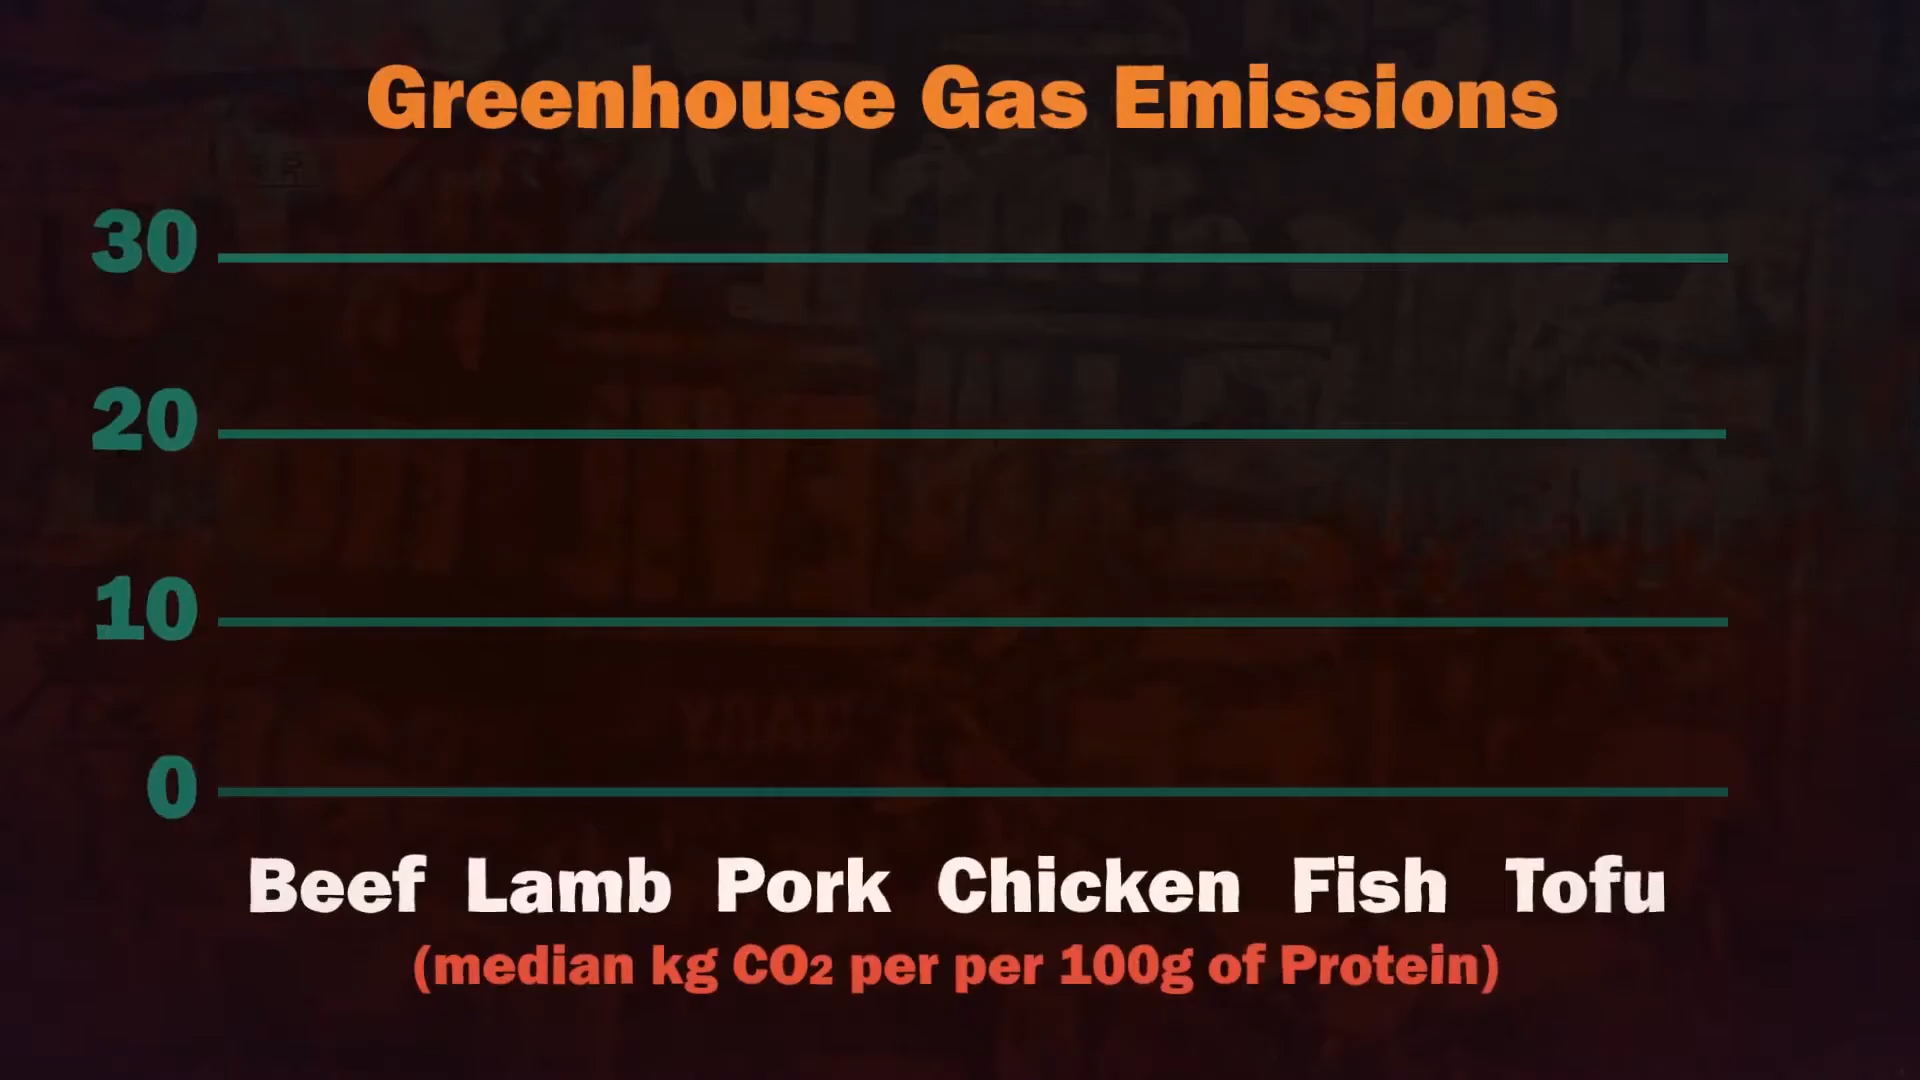 Greenhouse Gas Emissions
30
20
10
0
Beef Lamb Pork Chicken Fish Tofu
(median kg CO2 per per 100g of Protein)